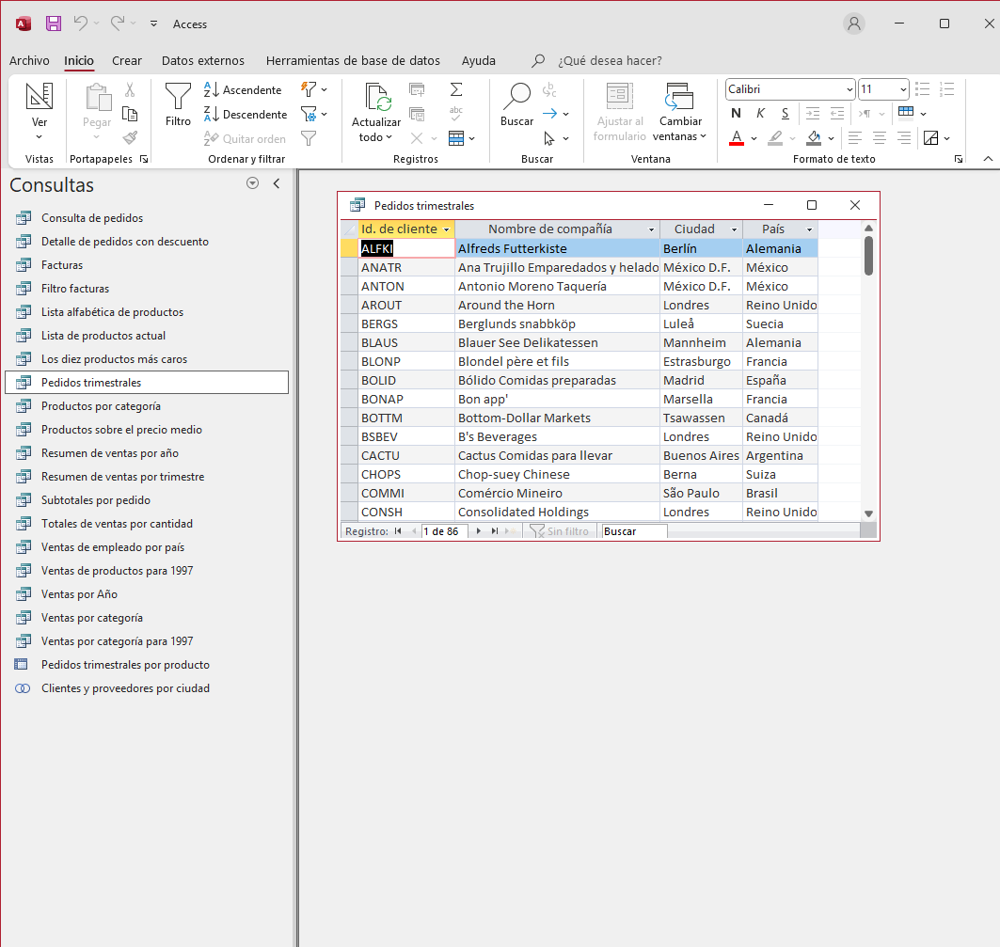 Access
Archivo Inicio Crear Datos externos Herramientas de base de datos Ayuda ¿Qué desea hacer?
Ver
Vistas
Pegar
Portapapeles
Filtro
Ascendente
Descendente
Quitar orden
Ordenar y filtrar
Actualizar
todo
abc
Registros
Buscar
Buscar
Ajustar al
formulario
Cambiar
ventanas
Ventana
Calibri 11
N K S
Formato de texto
Consultas
Consulta de pedidos
Detalle de pedidos con descuento
Facturas
Filtro facturas
Lista alfabética de productos
Lista de productos actual
Los diez productos más caros
Pedidos trimestrales
Productos por categoría
Productos sobre el precio medio
Resumen de ventas por año
Resumen de ventas por trimestre
Subtotales por pedido
Totales de ventas por cantidad
Ventas de empleado por país
Ventas de productos para 1997
Ventas por Año
Ventas por categoría
Ventas por categoría para 1997
Pedidos trimestrales por producto
Clientes y proveedores por ciudad
Pedidos trimestrales
Id. de cliente Nombre de compañía Ciudad País
ALFKI Alfreds Futterkiste Berlín Alemania
ANATR Ana Trujillo Emparedados y helado México D.F. México
ANTON Antonio Moreno Taquería México D.F. México
AROUT Around the Horn Londres Reino Unido
BERGS Berglunds snabbköp Luleå Suecia
BLAUS Blauer See Delikatessen Mannheim Alemania
BLONP Blondel père et fils Estrasburgo Francia
BOLID Bólido Comidas preparadas Madrid España
BONAP Bon app' Marsella Francia
BOTTM Bottom-Dollar Markets Tsawassen Canadá
BSBEV B's Beverages Londres Reino Unido
CACTU Cactus Comidas para llevar Buenos Aires Argentina
CHOPS Chop-suey Chinese Berna Suiza
COMMI Comércio Mineiro São Paulo Brasil
CONSH Consolidated Holdings Londres Reino Unido
Registro: 1 de 86 Sin filtro Buscar